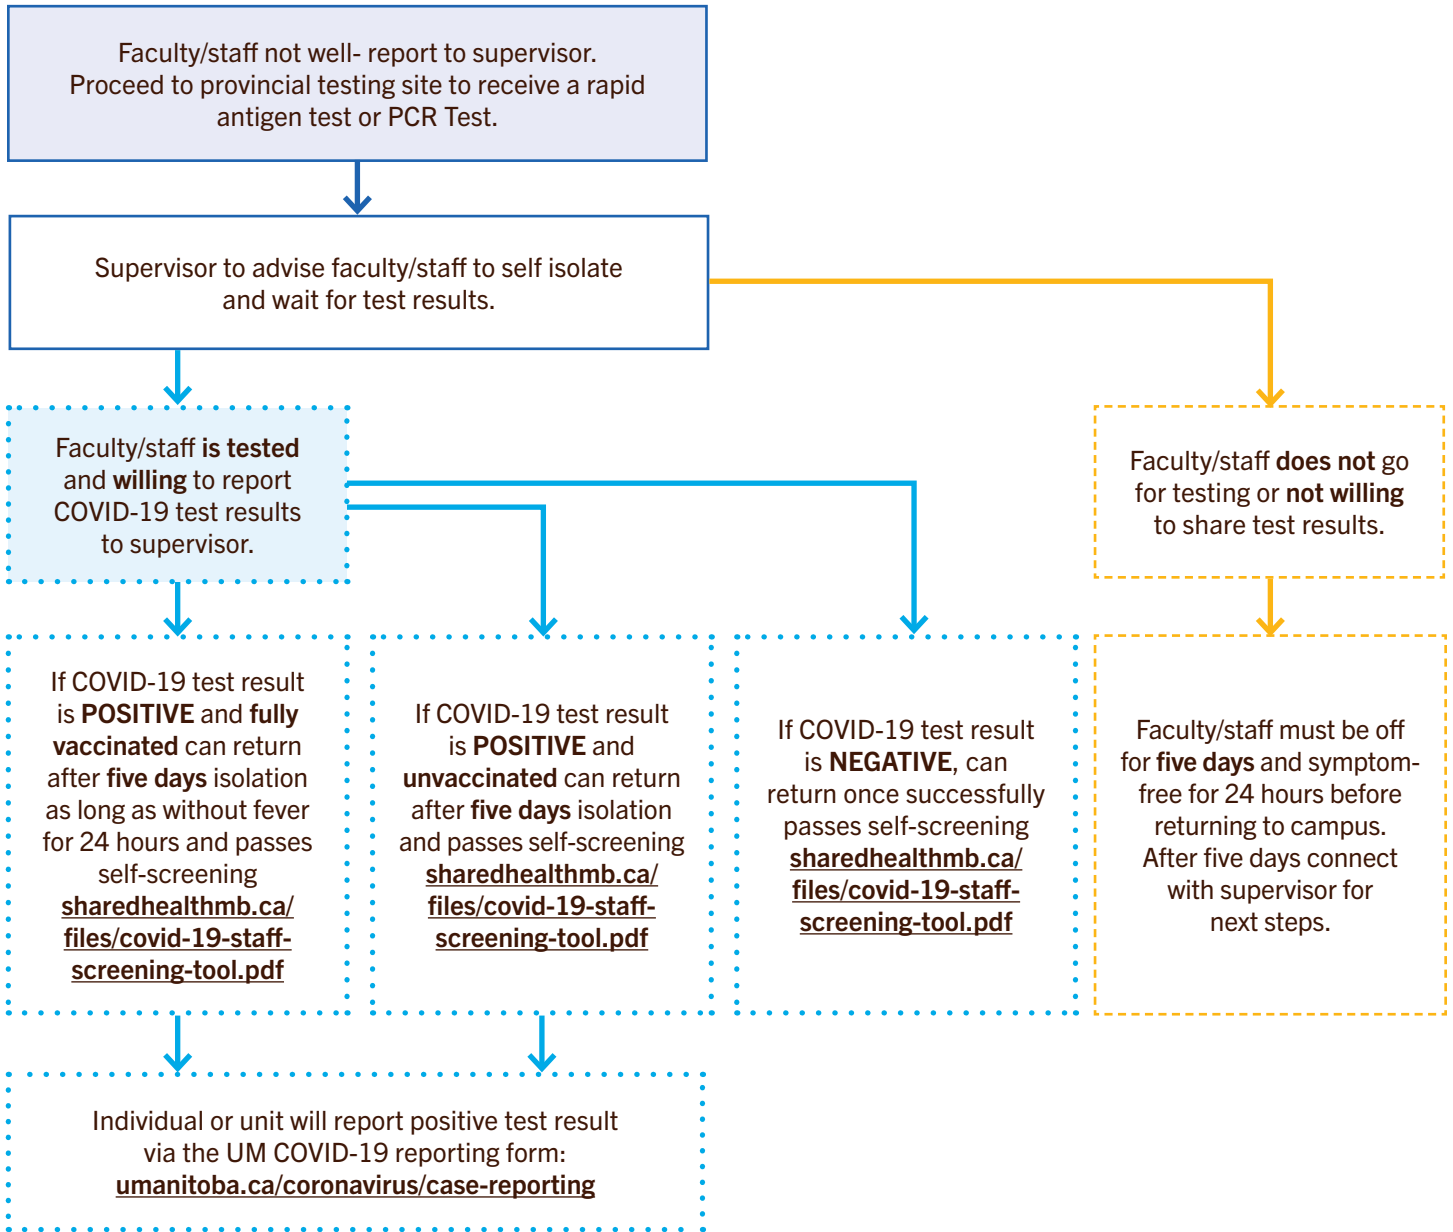 Faculty/staff not well- report to supervisor.
Proceed to provincial testing site to receive a rapid
antigen test or PCR Test.
Supervisor to advise faculty/staff to self isolate
and wait for test results.
Faculty/staff is tested
and willing to report
COVID-19 test results
to supervisor.
Faculty/staff does not go
for testing or not willing
to share test results.
If COVID-19 test result
is POSITIVE and fully
vaccinated can return
after five days isolation
as long as without fever
for 24 hours and passes
self-screening
sharedhealthmb.ca/
files/covid-19-staff-
screening-tool.pdf
If COVID-19 test result
is POSITIVE and
unvaccinated can return
after five days isolation
and passes self-screening
sharedhealthmb.ca/
files/covid-19-staff-
screening-tool.pdf
If COVID-19 test result
is NEGATIVE, can
return once successfully
passes self-screening
sharedhealthmb.ca/
files/covid-19-staff-
screening-tool.pdf
Faculty/staff must be off
for five days and symptom-
free for 24 hours before
returning to campus.
After five days connect
with supervisor for
next steps.
Individual or unit will report positive test result
via the UM COVID-19 reporting form:
umanitoba.ca/coronavirus/case-reporting